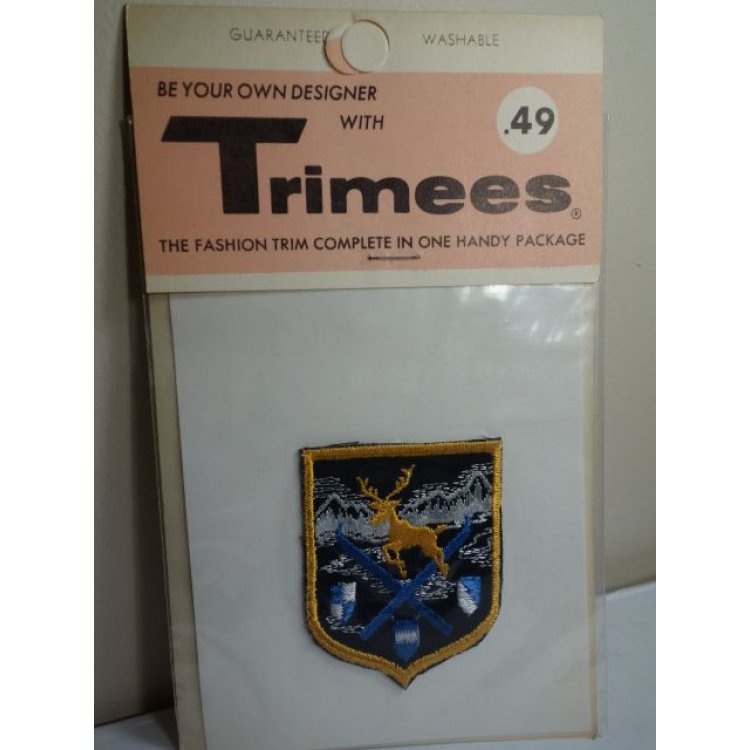 GUARANTEED WASHABLE
BE YOUR OWN DESIGNER
WITH
.49
Trimees®
THE FASHION TRIM COMPLETE IN ONE HANDY PACKAGE